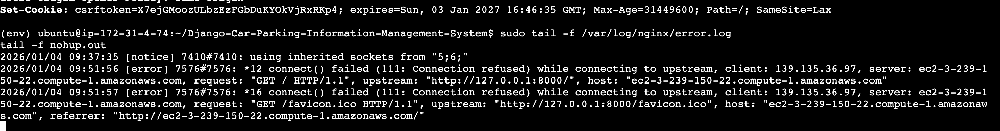 Cross-Origin-Opener-Policy: same-origin
Set-Cookie: csrftoken=X7ejGMoozULbzEzFGbDuKYOkVjRxRKp4; expires=Sun, 03 Jan 2027 16:46:35 GMT; Max-Age=31449600; Path=/; SameSite=Lax
(env) ubuntu@ip-172-31-4-74:~/Django-Car-Parking-Information-Management-System$ sudo tail -f /var/log/nginx/error.log
tail -f nohup.out
2026/01/04 09:37:35 [notice] 7410#7410: using inherited sockets from "5;6;"
2026/01/04 09:51:56 [error] 7576#7576: *12 connect() failed (111: Connection refused) while connecting to upstream, client: 139.135.36.97, server: ec2-3-239-1
50-22.compute-1.amazonaws.com, request: "GET / HTTP/1.1", upstream: "http://127.0.0.1:8000/", host: "ec2-3-239-150-22.compute-1.amazonaws.com"
2026/01/04 09:51:57 [error] 7576#7576: *16 connect() failed (111: Connection refused) while connecting to upstream, client: 139.135.36.97, server: ec2-3-239-1
50-22.compute-1.amazonaws.com, request: "GET /favicon.ico HTTP/1.1", upstream: "http://127.0.0.1:8000/favicon.ico", host: "ec2-3-239-150-22.compute-1.amazonaw
s.com", referrer: "http://ec2-3-239-150-22.compute-1.amazonaws.com/"